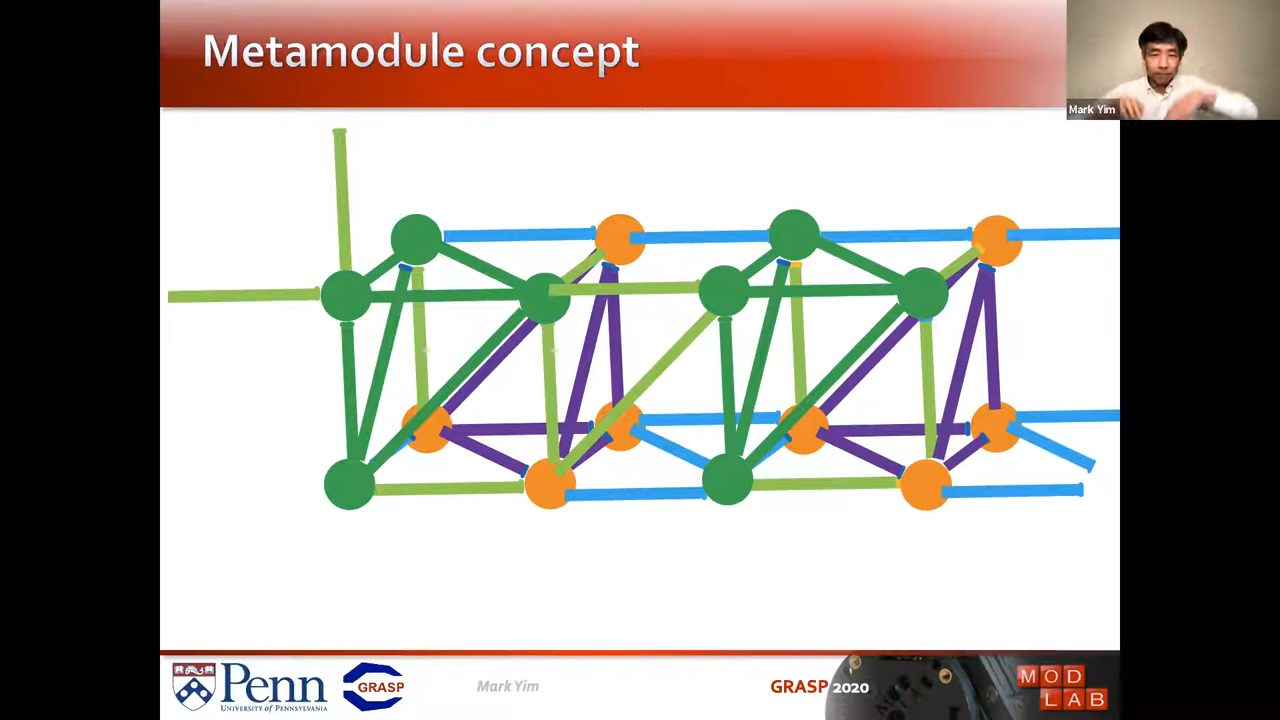 Metamodule concept
Mark Yim
Penn
UNIVERSITY of PENNSYLVANIA
GRASP
Mark Yim
GRASP 2020
MOD
LAB